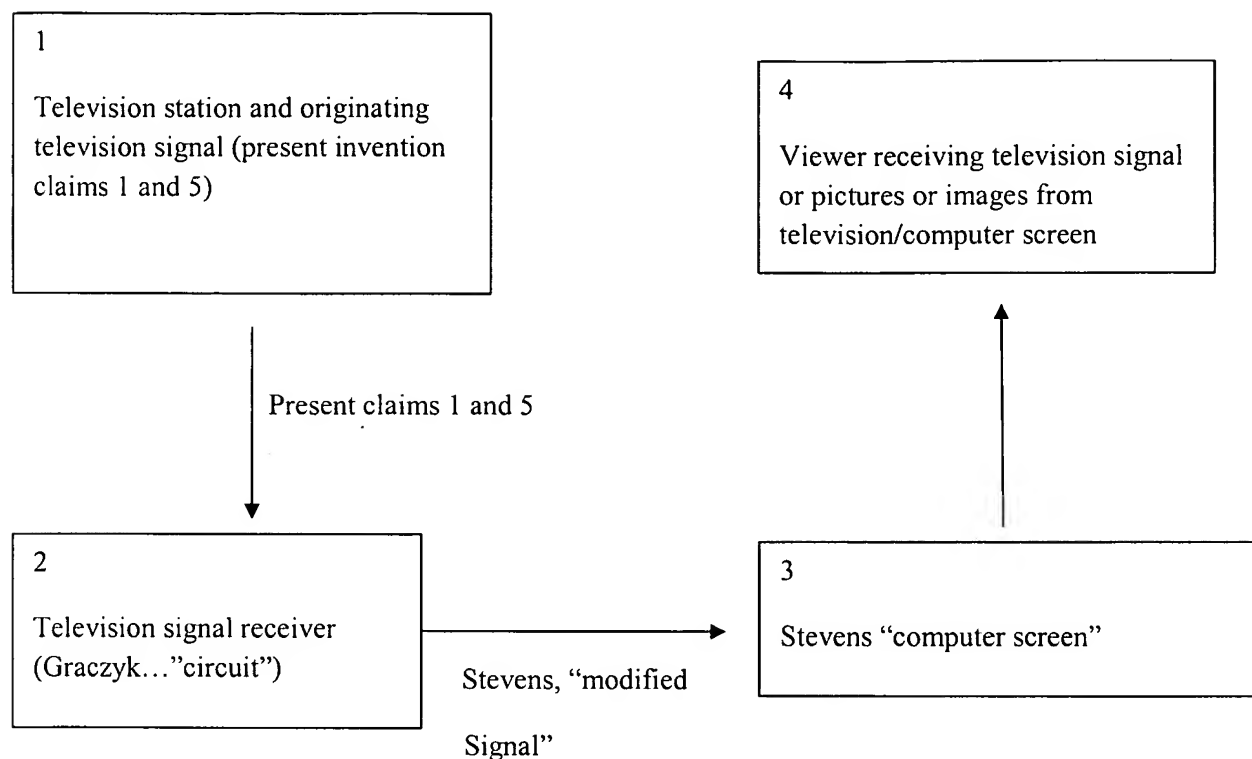 1
Television station and originating
television signal (present invention
claims 1 and 5)
Present claims 1 and 5
2
Television signal receiver
(Graczyk…”circuit”)
Stevens, “modified
Signal”
3
Stevens “computer screen”
4
Viewer receiving television signal
or pictures or images from
television/computer screen